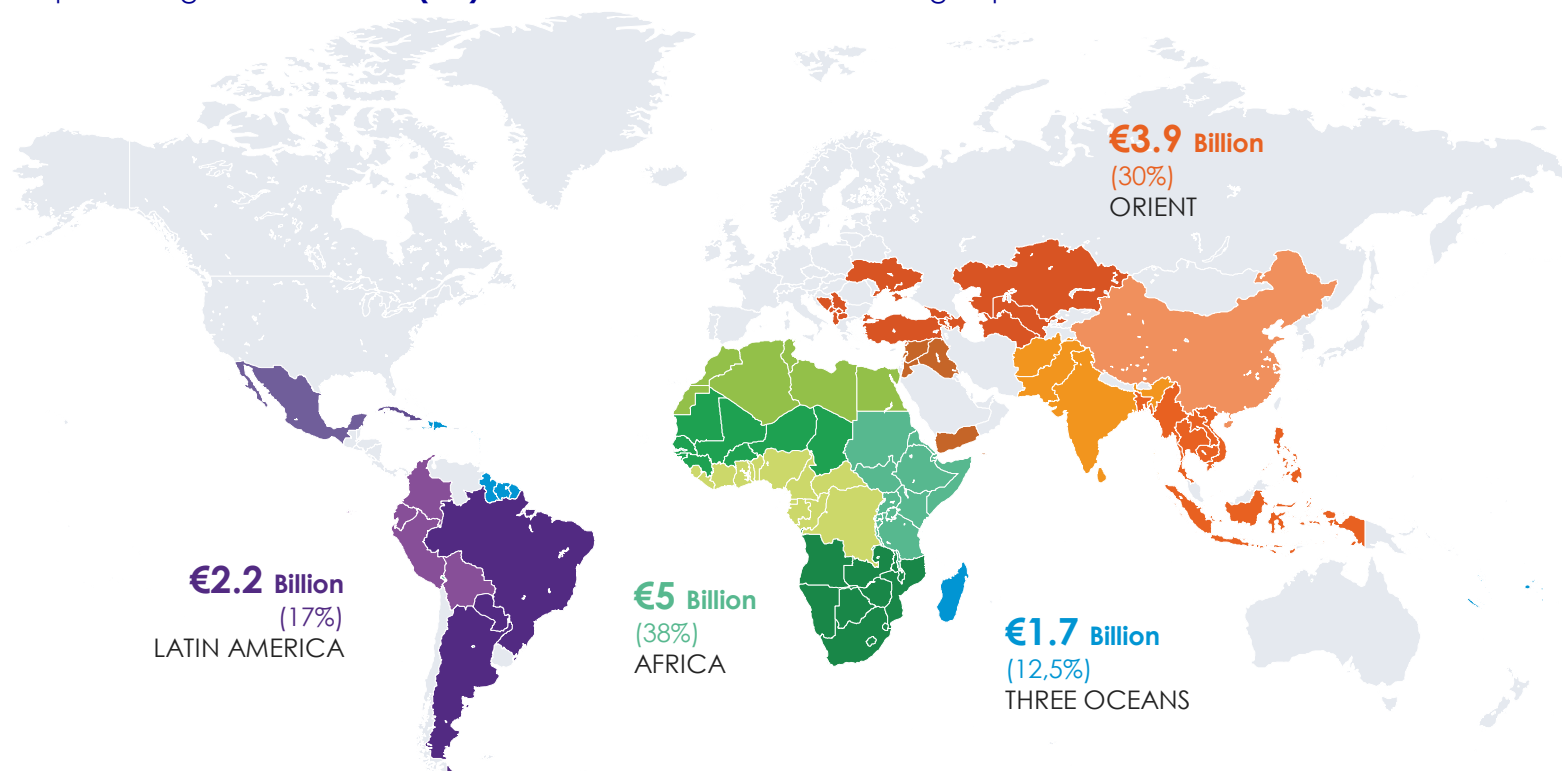 €3.9 Billion
(30%)
ORIENT
€2.2 Billion
(17%)
LATIN AMERICA
€5 Billion
(38%)
AFRICA
€1.7 Billion
(12,5%)
THREE OCEANS